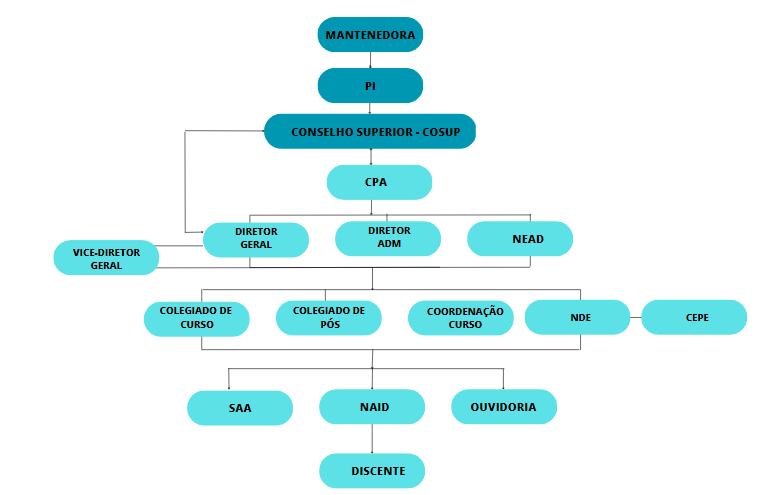 MANTENEDORA
PI
CONSELHO SUPERIOR - COSUP
CPA
DIRETOR
GERAL
DIRETOR
ADM
NEAD
VICE-DIRETOR
GERAL
COLEGIADO DE
CURSO
COLEGIADO DE
PÓS
COORDENAÇÃO
CURSO
NDE
CEPE
SAA
NAID
OUVIDORIA
DISCENTE